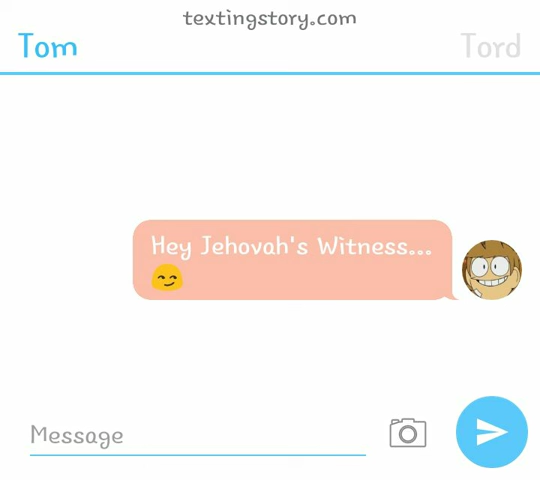 textingstory.com
Tom Tord
Hey Jehovah's Witness...
😏
Message